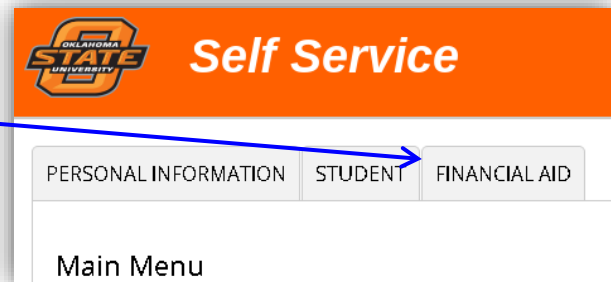 OKLAHOMA
STATE
UNIVERSITY
Self Service
PERSONAL INFORMATION STUDENT FINANCIAL AID
Main Menu